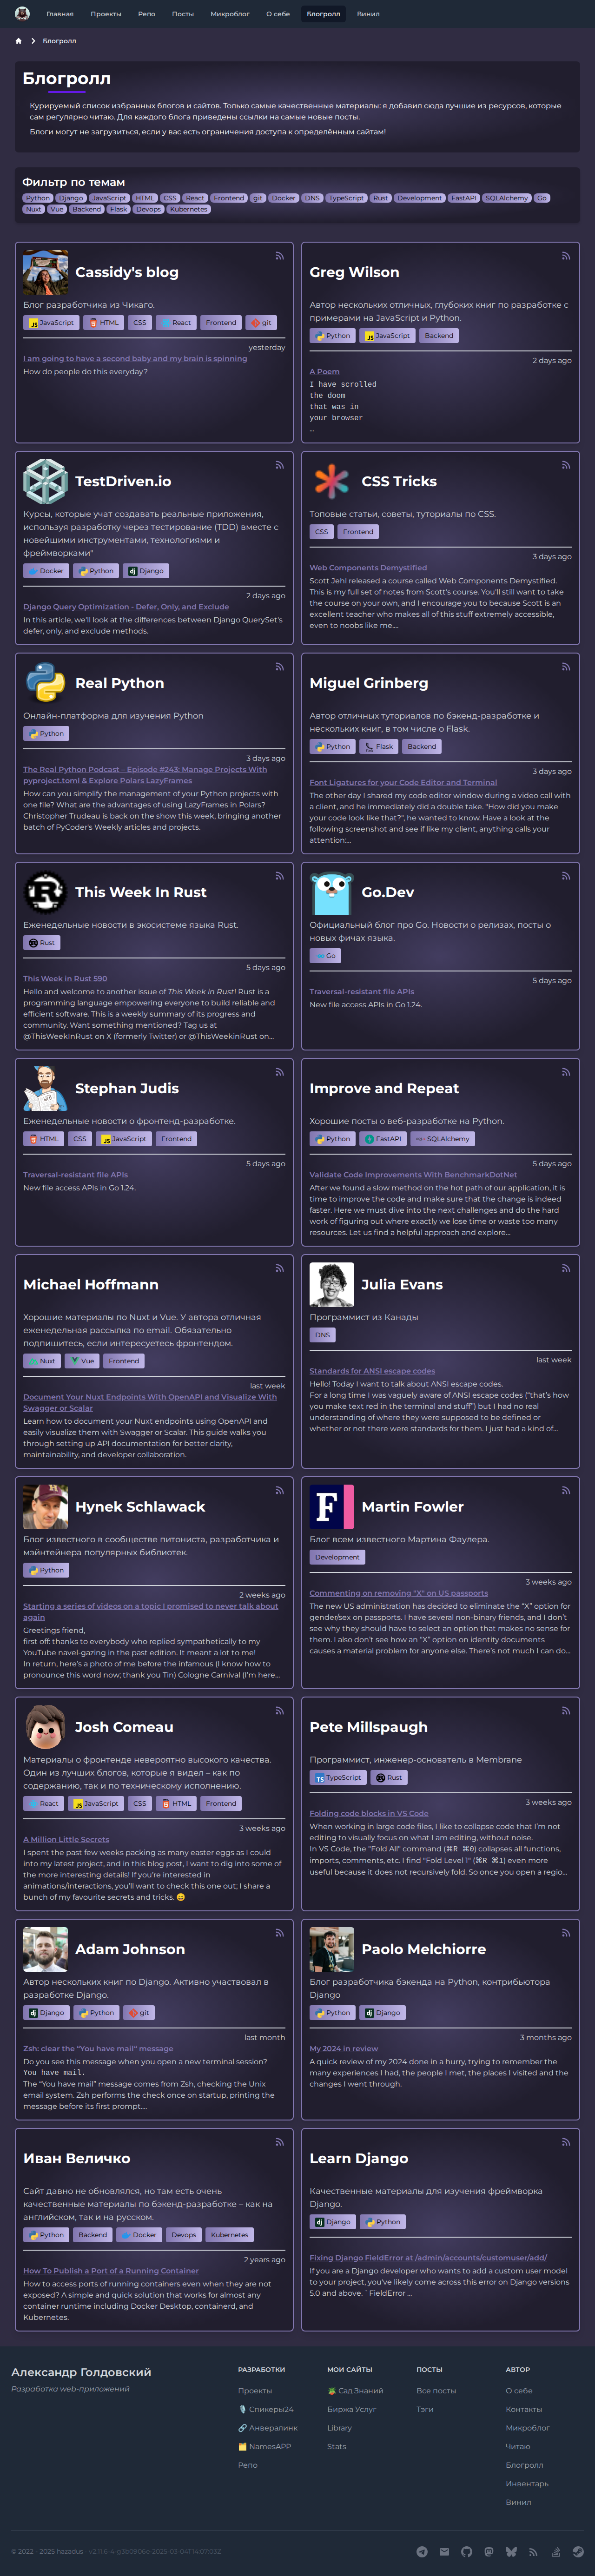 Главная Проекты Репо Посты Микроблог О себе Блогролл Винил
Блогролл
Блогролл
Курируемый список избранных блогов и сайтов. Только самые качественные материалы: я добавил сюда лучшие из ресурсов, которые
сам регулярно читаю. Для каждого блога приведены ссылки на самые новые посты.
Блоги могут не загрузиться, если у вас есть ограничения доступа к определённым сайтам!
Фильтр по темам
Python Django JavaScript HTML CSS React Frontend git Docker DNS TypeScript Rust Development FastAPI SQLAlchemy Go
Nuxt Vue Backend Flask Devops Kubernetes
Cassidy's blog
Блог разработчика из Чикаго.
JavaScript HTML CSS React Frontend git
yesterday
I am going to have a second baby and my brain is spinning
How do people do this everyday?
Greg Wilson
Автор нескольких отличных, глубоких книг по разработке с
примерами на JavaScript и Python.
Python JavaScript Backend
2 days ago
A Poem
I have scrolled
the doom
that was in
your browser
…
TestDriven.io
Курсы, которые учат создавать реальные приложения,
используя разработку через тестирование (TDD) вместе с
новейшими инструментами, технологиями и
фреймворками"
Docker Python Django
2 days ago
Django Query Optimization - Defer, Only, and Exclude
In this article, we'll look at the differences between Django QuerySet's
defer, only, and exclude methods.
CSS Tricks
Топовые статьи, советы, туториалы по CSS.
CSS Frontend
3 days ago
Web Components Demystified
Scott Jehl released a course called Web Components Demystified.
This is my full set of notes from Scott's course. You'll still want to take
the course on your own, and I encourage you to because Scott is an
excellent teacher who makes all of this stuff extremely accessible,
even to noobs like me.…
Real Python
Онлайн-платформа для изучения Python
Python
3 days ago
The Real Python Podcast – Episode #243: Manage Projects With
pyproject.toml & Explore Polars LazyFrames
How can you simplify the management of your Python projects with
one file? What are the advantages of using LazyFrames in Polars?
Christopher Trudeau is back on the show this week, bringing another
batch of PyCoder's Weekly articles and projects.
Miguel Grinberg
Автор отличных туториалов по бэкенд-разработке и
нескольких книг, в том числе о Flask.
Python Flask Backend
3 days ago
Font Ligatures for your Code Editor and Terminal
The other day I shared my code editor window during a video call with
a client, and he immediately did a double take. "How did you make
your code look like that?", he wanted to know. Have a look at the
following screenshot and see if like my client, anything calls your
attention:…
This Week In Rust
Еженедельные новости в экосистеме языка Rust.
Rust
5 days ago
This Week in Rust 590
Hello and welcome to another issue of This Week in Rust! Rust is a
programming language empowering everyone to build reliable and
efficient software. This is a weekly summary of its progress and
community. Want something mentioned? Tag us at
@ThisWeekInRust on X (formerly Twitter) or @ThisWeekinRust on…
Go.Dev
Официальный блог про Go. Новости о релизах, посты о
новых фичах языка.
Go
5 days ago
Traversal-resistant file APIs
New file access APIs in Go 1.24.
Stephan Judis
Еженедельные новости о фронтенд-разработке.
HTML CSS JavaScript Frontend
5 days ago
Traversal-resistant file APIs
New file access APIs in Go 1.24.
Improve and Repeat
Хорошие посты о веб-разработке на Python.
Python FastAPI SQLAlchemy
5 days ago
Validate Code Improvements With BenchmarkDotNet
After we found a slow method on the hot path of our application, it is
time to improve the code and make sure that the change is indeed
faster. Here we must dive into the next challenges and do the hard
work of figuring out where exactly we lose time or waste too many
resources. Let us find a helpful approach and explore…
Michael Hoffmann
Хорошие материалы по Nuxt и Vue. У автора отличная
еженедельная рассылка по email. Обязательно
подпишитесь, если интересуетесь фронтендом.
Nuxt Vue Frontend
last week
Document Your Nuxt Endpoints With OpenAPI and Visualize With
Swagger or Scalar
Learn how to document your Nuxt endpoints using OpenAPI and
easily visualize them with Swagger or Scalar. This guide walks you
through setting up API documentation for better clarity,
maintainability, and developer collaboration.
Julia Evans
Программист из Канады
DNS
last week
Standards for ANSI escape codes
Hello! Today I want to talk about ANSI escape codes.
For a long time I was vaguely aware of ANSI escape codes (“that’s how
you make text red in the terminal and stuff”) but I had no real
understanding of where they were supposed to be defined or
whether or not there were standards for them. I just had a kind of…
Hynek Schlawack
Блог известного в сообществе питониста, разработчика и
мэйнтейнера популярных библиотек.
Python
2 weeks ago
Starting a series of videos on a topic I promised to never talk about
again
Greetings friend,
first off: thanks to everybody who replied sympathetically to my
YouTube navel-gazing in the past edition. It meant a lot to me!
In return, here’s a photo of me before the infamous (I know how to
pronounce this word now; thank you Tin) Cologne Carnival (I’m here…
Martin Fowler
Блог всем известного Мартина Фаулера.
Development
3 weeks ago
Commenting on removing "X" on US passports
The new US administration has decided to eliminate the “X” option for
gender/sex on passports. I have several non-binary friends, and I don’t
see why they should have to select an option that makes no sense for
them. I also don’t see how an “X” option on identity documents
causes a material problem for anyone else. There’s not much I can do…
Josh Comeau
Материалы о фронтенде невероятно высокого качества.
Один из лучших блогов, которые я видел – как по
содержанию, так и по техническому исполнению.
React JavaScript CSS HTML Frontend
3 weeks ago
A Million Little Secrets
I spent the past few weeks packing as many easter eggs as I could
into my latest project, and in this blog post, I want to dig into some of
the more interesting details! If you’re interested in
animations/interactions, you’ll want to check this one out; I share a
bunch of my favourite secrets and tricks. 😄
Pete Millspaugh
Программист, инженер-основатель в Membrane
TypeScript Rust
3 weeks ago
Folding code blocks in VS Code
When working in large code files, I like to collapse code that I’m not
editing to visually focus on what I am editing, without noise.
In VS Code, the “Fold All” command (⌘R ⌘0) collapses all functions,
imports, comments, etc. I find “Fold Level 1” (⌘R ⌘1) even more
useful because it does not recursively fold. So once you open a regio…
Adam Johnson
Автор нескольких книг по Django. Активно участвовал в
разработке Django.
Django Python git
last month
Zsh: clear the “You have mail” message
Do you see this message when you open a new terminal session?
You have mail.
The “You have mail” message comes from Zsh, checking the Unix
email system. Zsh performs the check once on startup, printing the
message before its first prompt.…
Paolo Melchiorre
Блог разработчика бэкенда на Python, контрибьютора
Django
Python Django
3 months ago
My 2024 in review
A quick review of my 2024 done in a hurry, trying to remember the
many experiences I had, the people I met, the places I visited and the
changes I went through.
Иван Величко
Сайт давно не обновлялся, но там есть очень
качественные материалы по бэкенд-разработке – как на
английском, так и на русском.
Python Backend Docker Devops Kubernetes
2 years ago
How To Publish a Port of a Running Container
How to access ports of running containers even when they are not
exposed? A simple and quick solution that works for almost any
container runtime including Docker Desktop, containerd, and
Kubernetes.
Learn Django
Качественные материалы для изучения фреймворка
Django.
Django Python
Fixing Django FieldError at /admin/accounts/customuser/add/
If you are a Django developer who wants to add a custom user model
to your project, you've likely come across this error on Django versions
5.0 and above. `FieldError ...
Александр Голдовский
Разработка web-приложений
РАЗРАБОТКИ
Проекты
🎙️ Спикеры24
🔗 Анвералинк
🗂️ NamesAPP
Репо
МОИ САЙТЫ
🪴 Сад Знаний
Биржа Услуг
Library
Stats
ПОСТЫ
Все посты
Тэги
АВТОР
О себе
Контакты
Микроблог
Читаю
Блогролл
Инвентарь
Винил
© 2022 - 2025 hazadus